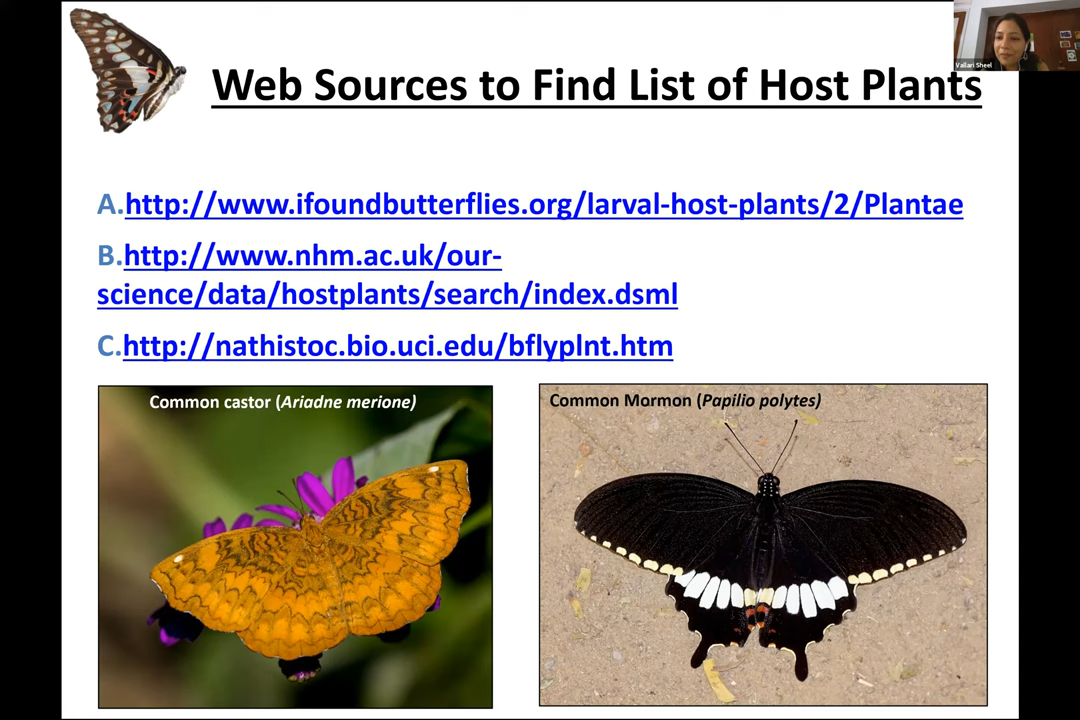 Vallari Sheel
Web Sources to Find List of Host Plants
A.http://www.ifoundbutterflies.org/larval-host-plants/2/Plantae
B.http://www.nhm.ac.uk/our-
science/data/hostplants/search/index.dsml
C.http://nathistoc.bio.uci.edu/bflyplnt.htm
Common castor (Ariadne merione)
Common Mormon (Papilio polytes)